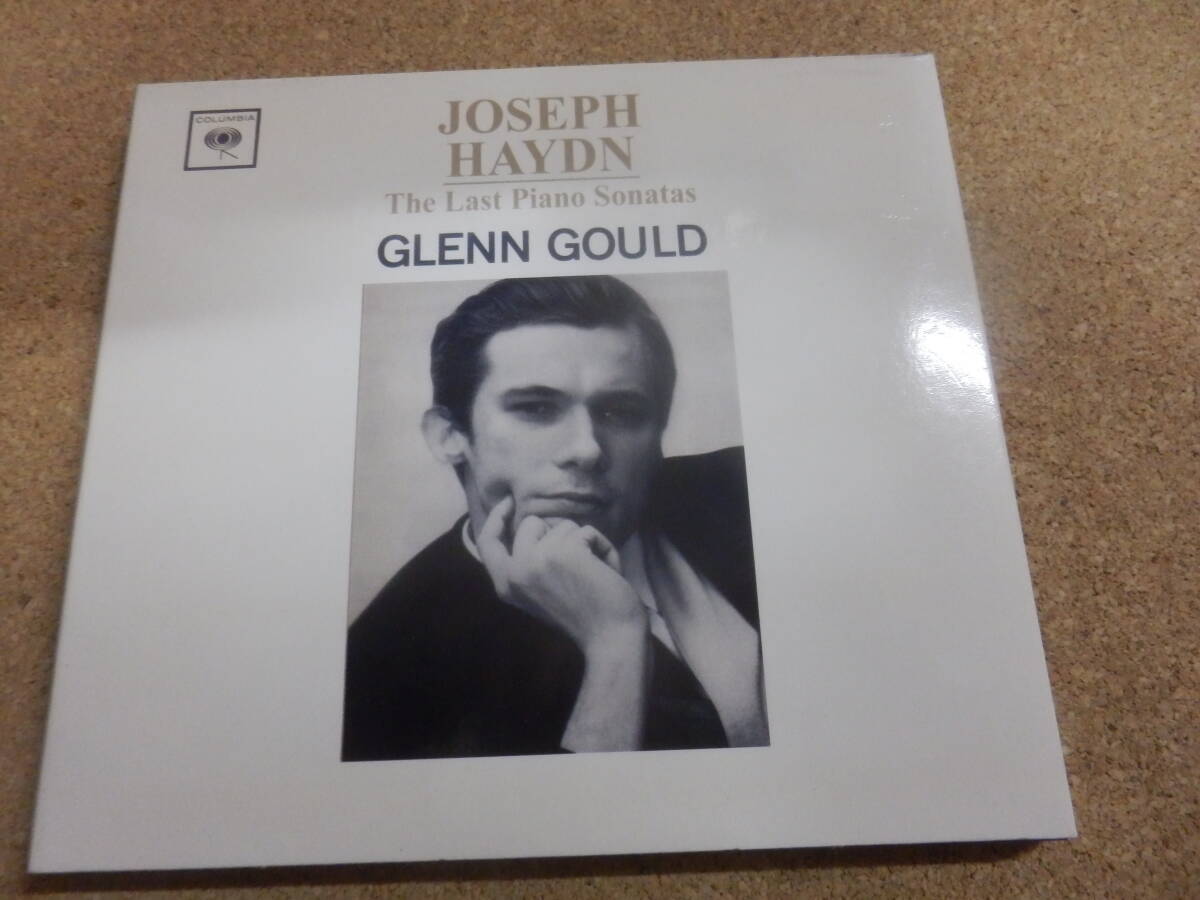 COLUMBIA
JOSEPH
HAYDN
The Last Piano Sonatas
GLENN GOULD